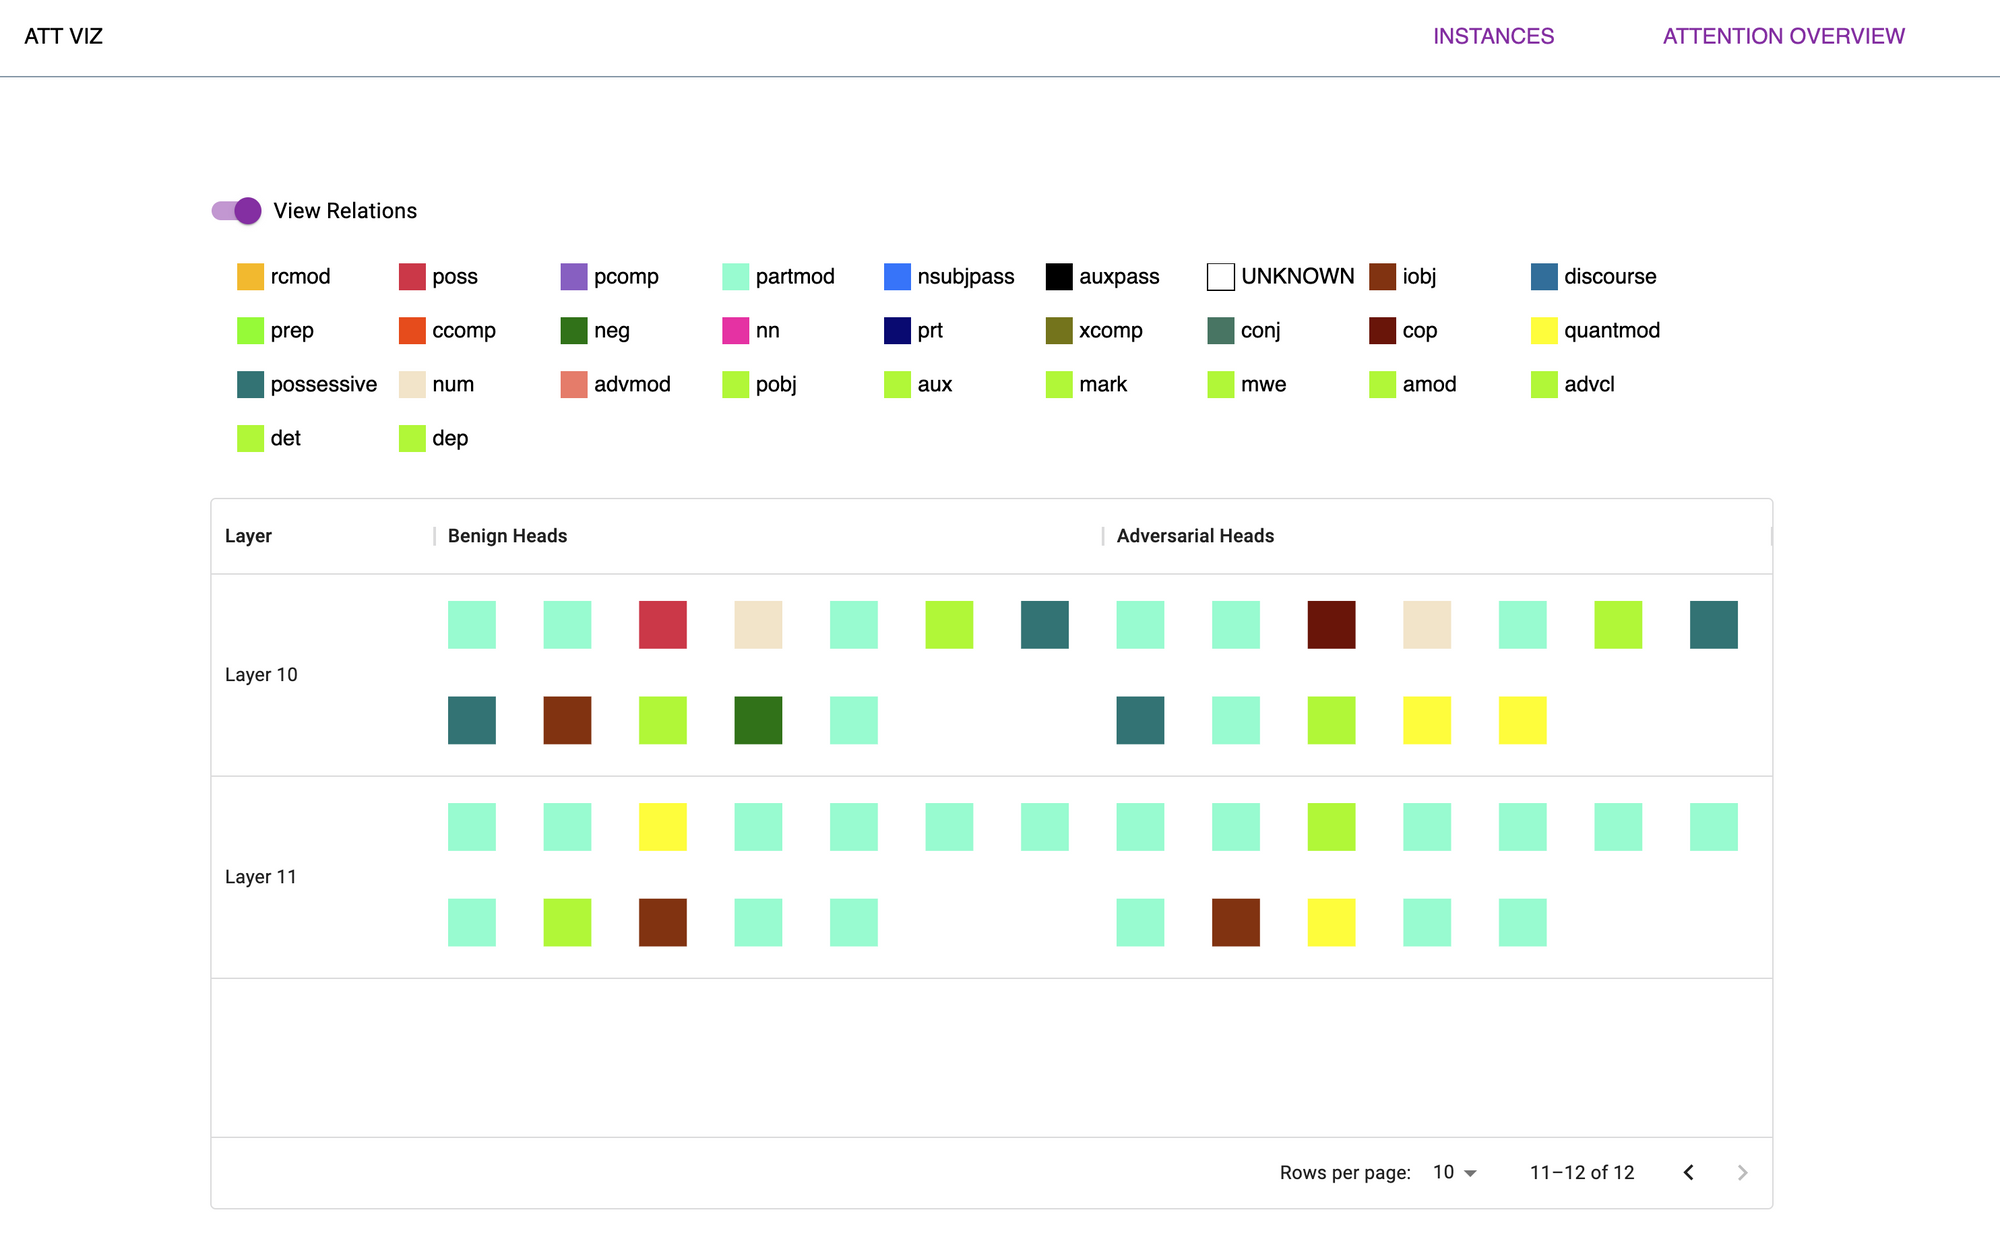 ATT VIZ INSTANCES ATTENTION OVERVIEW
View Relations
rcmod poss pcomp partmod nsubjpass auxpass UNKNOWN iobj discourse
prep ccomp neg nn prt xcomp conj cop quantmod
possessive num advmod pobj aux mark mwe amod advcl
det dep
Layer Benign Heads Adversarial Heads
Layer 10
Layer 11
Rows per page: 10 11–12 of 12